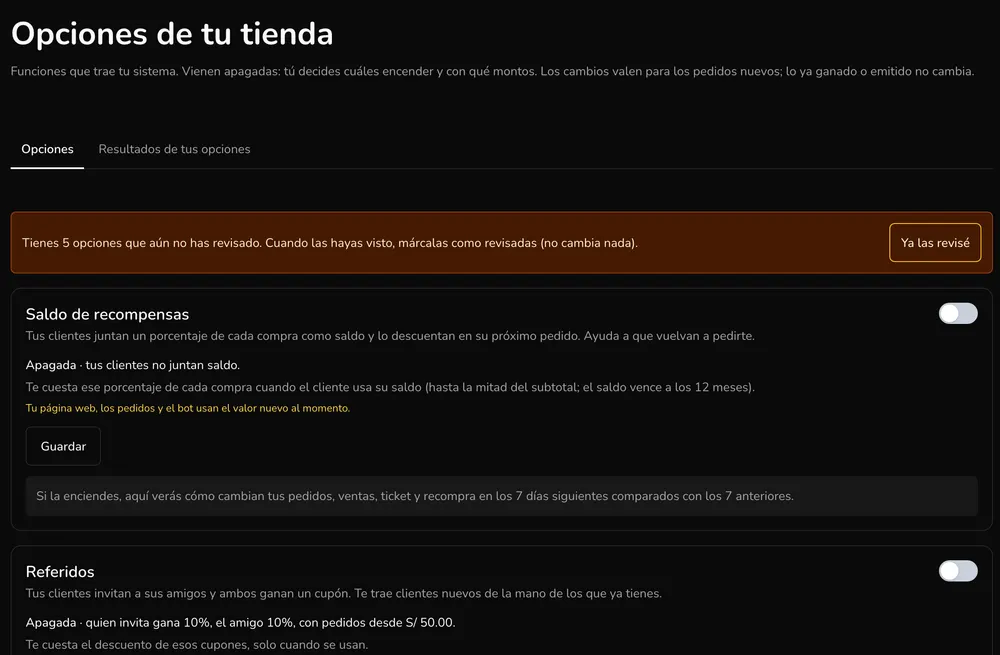 Opciones de tu tienda
Funciones que trae tu sistema. Vienen apagadas: tú decides cuáles encender y con qué montos. Los cambios valen para los pedidos nuevos; lo ya ganado o emitido no cambia.
Opciones
Resultados de tus opciones
Tienes 5 opciones que aún no has revisado. Cuando las hayas visto, márcalas como revisadas (no cambia nada).
Ya las revisé
Saldo de recompensas
Tus clientes juntan un porcentaje de cada compra como saldo y lo descuentan en su próximo pedido. Ayuda a que vuelvan a pedirte.
Apagada · tus clientes no juntan saldo.
Te cuesta ese porcentaje de cada compra cuando el cliente usa su saldo (hasta la mitad del subtotal; el saldo vence a los 12 meses).
Tu página web, los pedidos y el bot usan el valor nuevo al momento.
Guardar
Si la enciendes, aquí verás cómo cambian tus pedidos, ventas, ticket y recompra en los 7 días siguientes comparados con los 7 anteriores.
Referidos
Tus clientes invitan a sus amigos y ambos ganan un cupón. Te trae clientes nuevos de la mano de los que ya tienes.
Apagada · quien invita gana 10%, el amigo 10%, con pedidos desde S/ 50.00.
Te cuesta el descuento de esos cupones, solo cuando se usan.